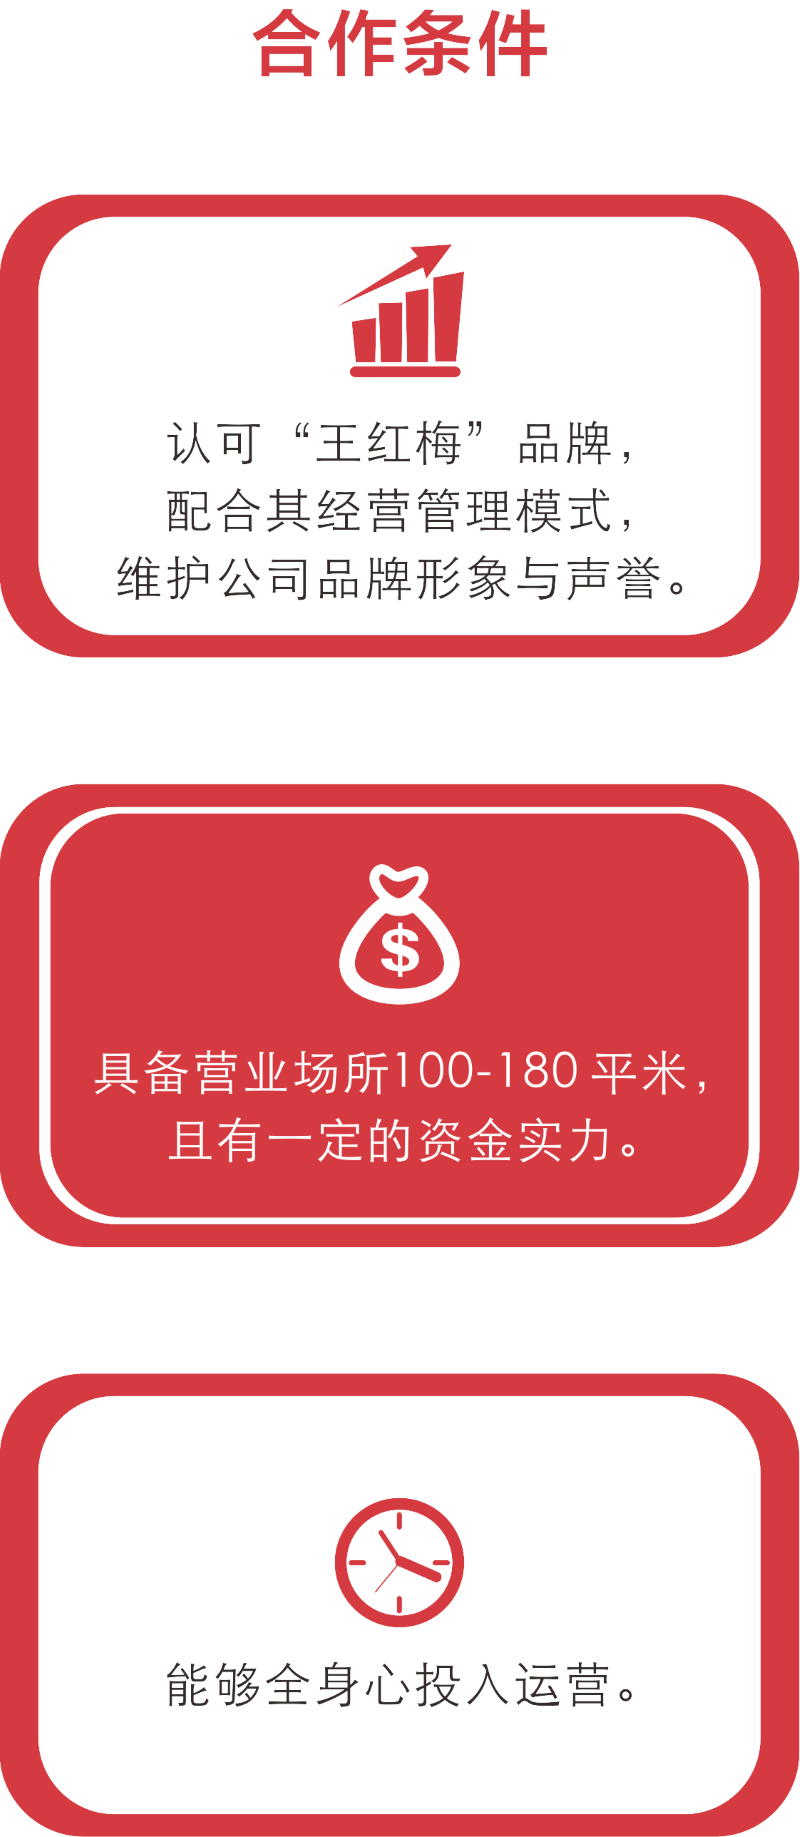 合作条件
认可“王红梅”品牌，
配合其经营管理模式，
维护公司品牌形象与声誉。
$
具备营业场所100-180平米，
且有一定的资金实力。
能够全身心投入运营。